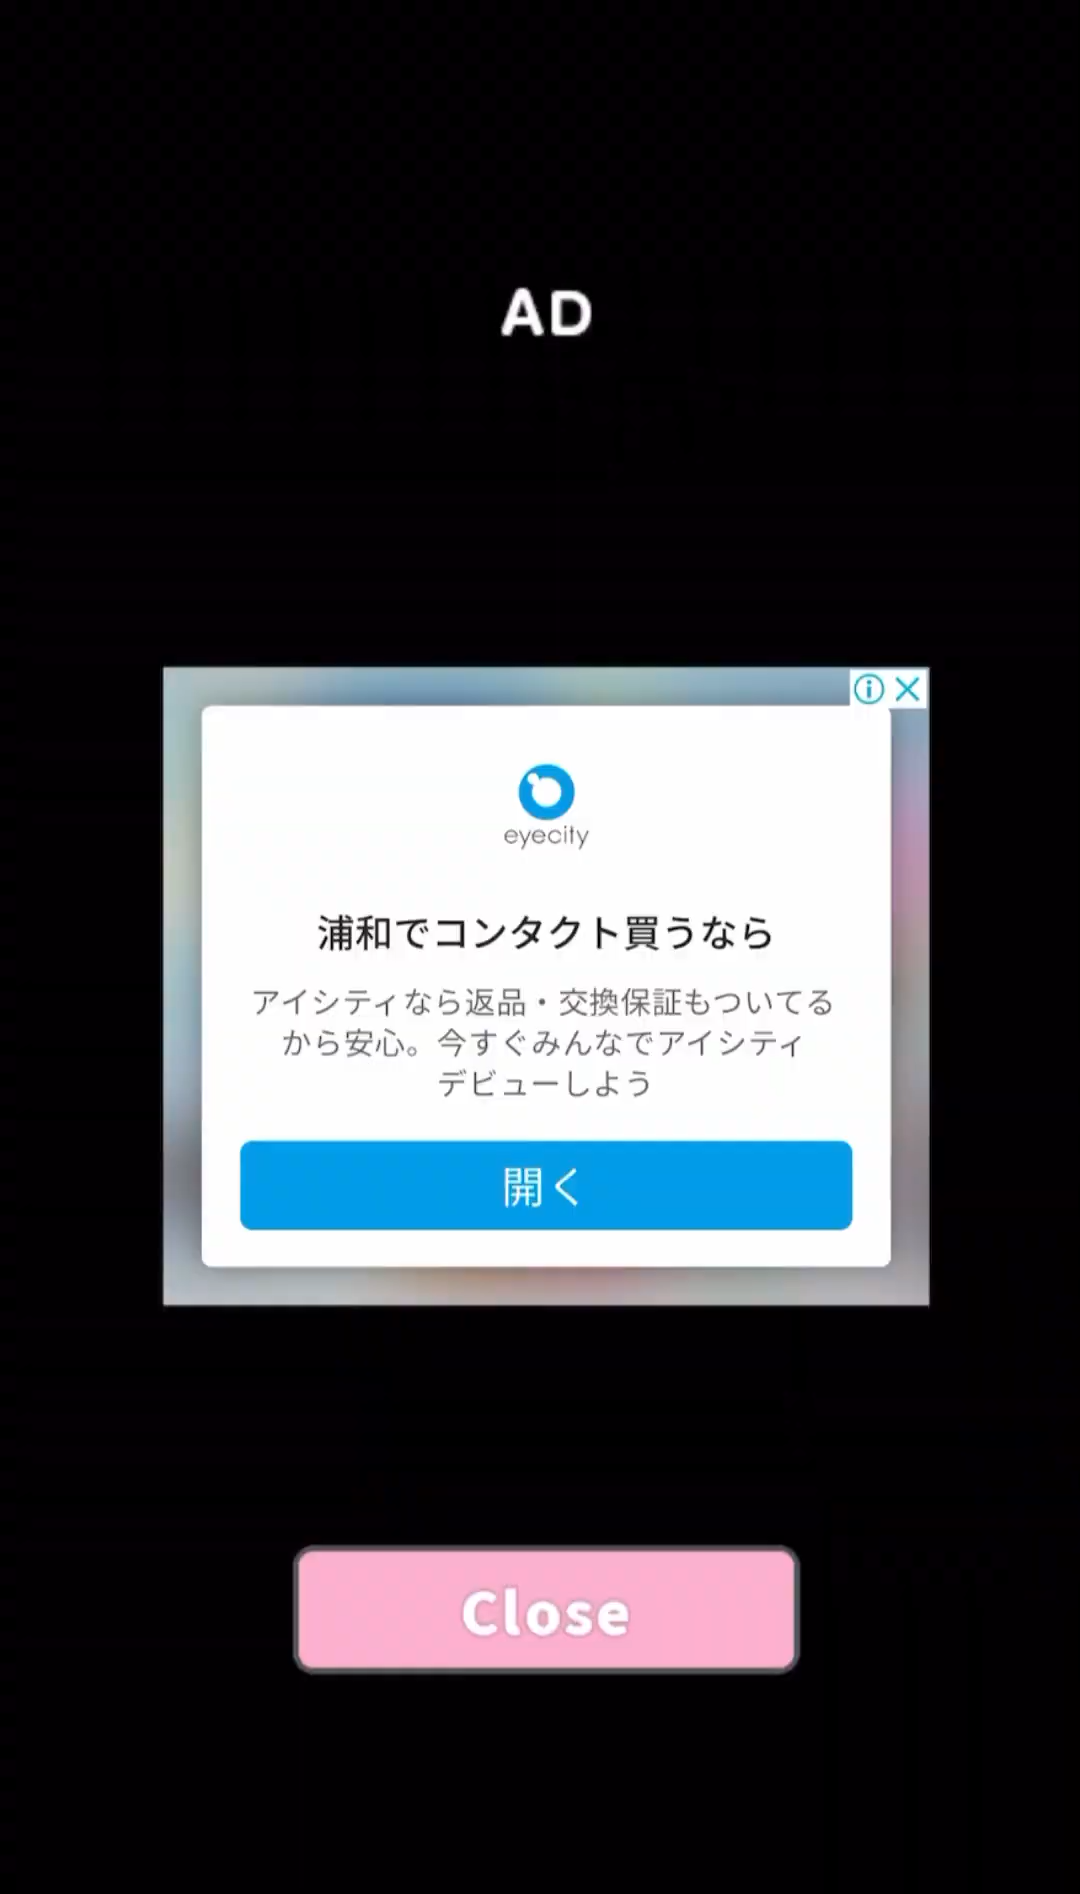 AD
eyecity
浦和でコンタクト買うなら
アイシティなら返品・交換保証もついてる
から安心。今すぐみんなでアイシティ
デビューしよう
開く
Close